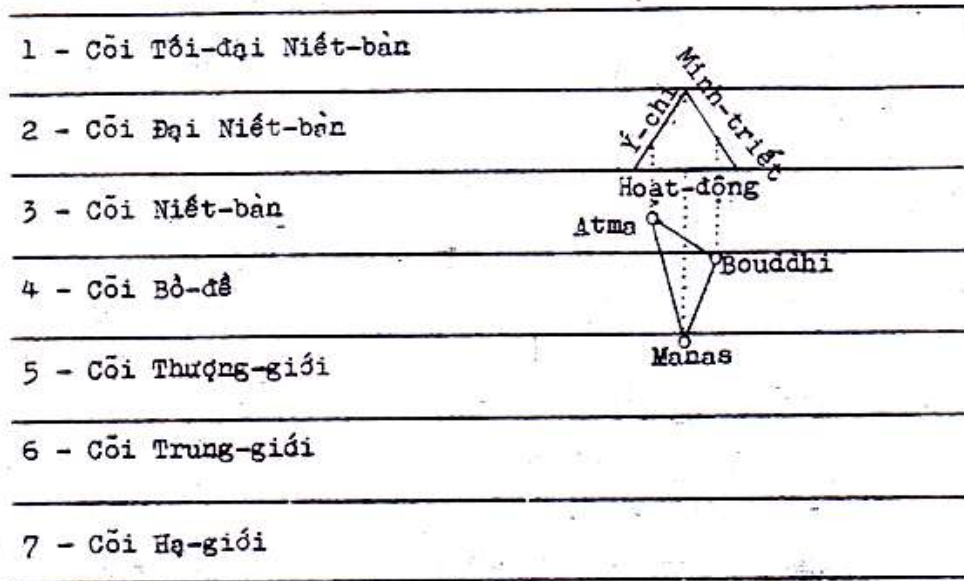 1 - Cõi Tối-đại Niết-bàn
Minh-triết
2 - Cõi Đại Niết-bàn
Ý-chí
Hoạt-động
3 - Cõi Niết-bàn
Atma
Bouddhi
4 - Cõi Bồ-đề
Manas
5 - Cõi Thượng-giới
6 - Cõi Trung-giới
7 - Cõi Hạ-giới